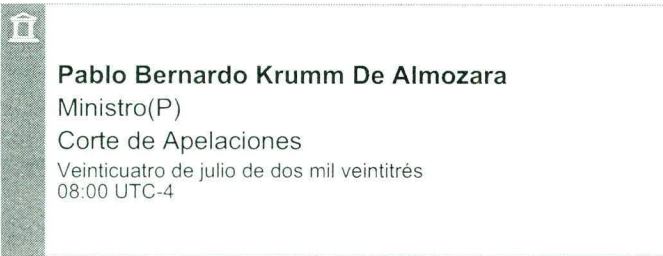 Pablo Bernardo Krumm De Almozara
Ministro(P)
Corte de Apelaciones
Veinticuatro de julio de dos mil veintitrés
08:00 UTC-4